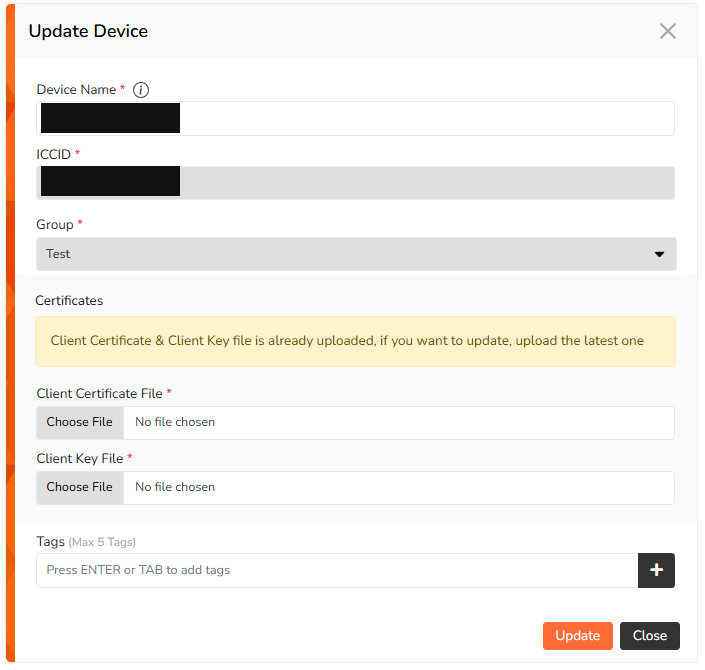 Update Device
Device Name *
ICCID *
Group *
Test
Certificates
Client Certificate & Client Key file is already uploaded, if you want to update, upload the latest one
Client Certificate File *
Choose File No file chosen
Client Key File *
Choose File No file chosen
Tags (Max 5 Tags)
Press ENTER or TAB to add tags
Update Close